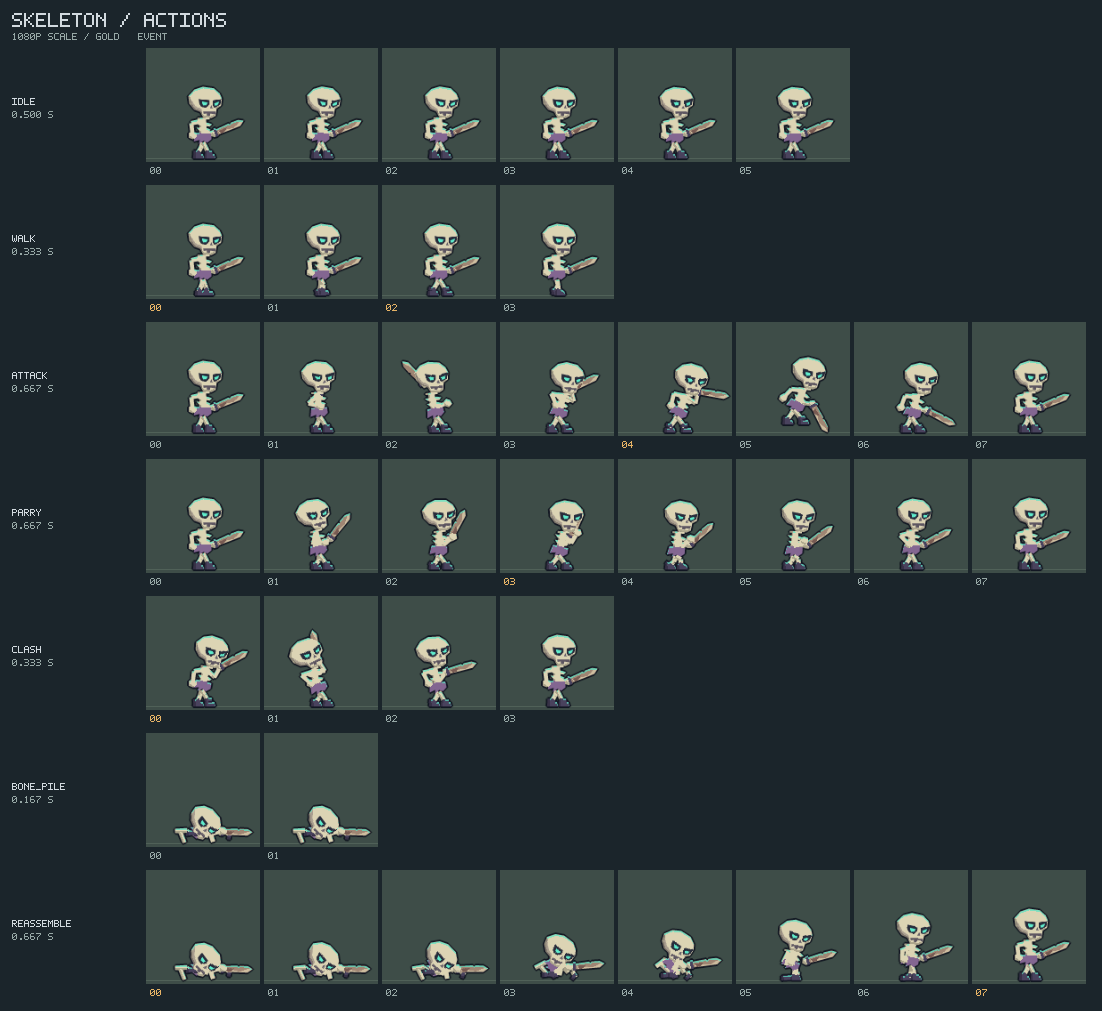 SKELETON / ACTIONS
1080P SCALE / GOLD   EVENT
IDLE
0.500 S
00 01 02 03 04 05
WALK
0.333 S
00 01 02 03
ATTACK
0.667 S
00 01 02 03 04 05 06 07
PARRY
0.667 S
00 01 02 03 04 05 06 07
CLASH
0.333 S
00 01 02 03
BONE_PILE
0.167 S
00 01
REASSEMBLE
0.667 S
00 01 02 03 04 05 06 07